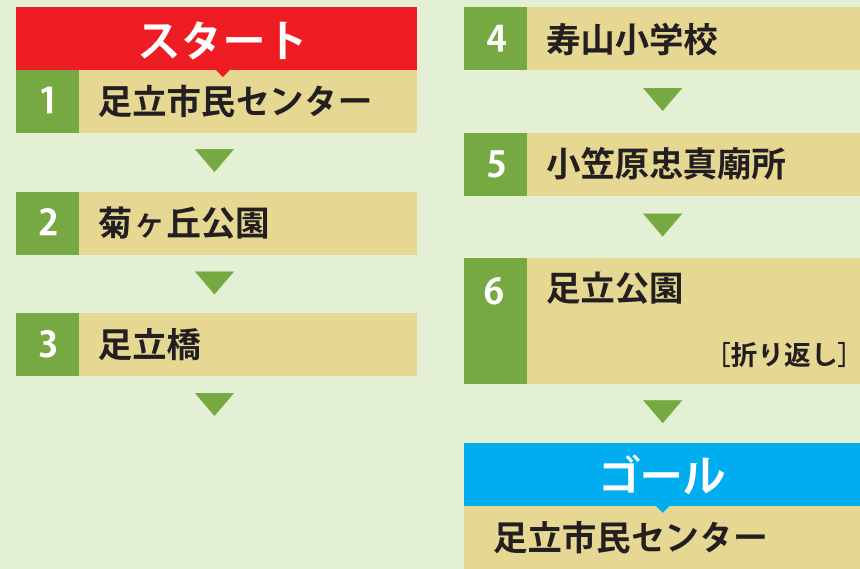 スタート
1 足立市民センター
2 菊ヶ丘公園
3 足立橋
4 寿山小学校
5 小笠原忠真廟所
6 足立公園
[折り返し]
ゴール
足立市民センター